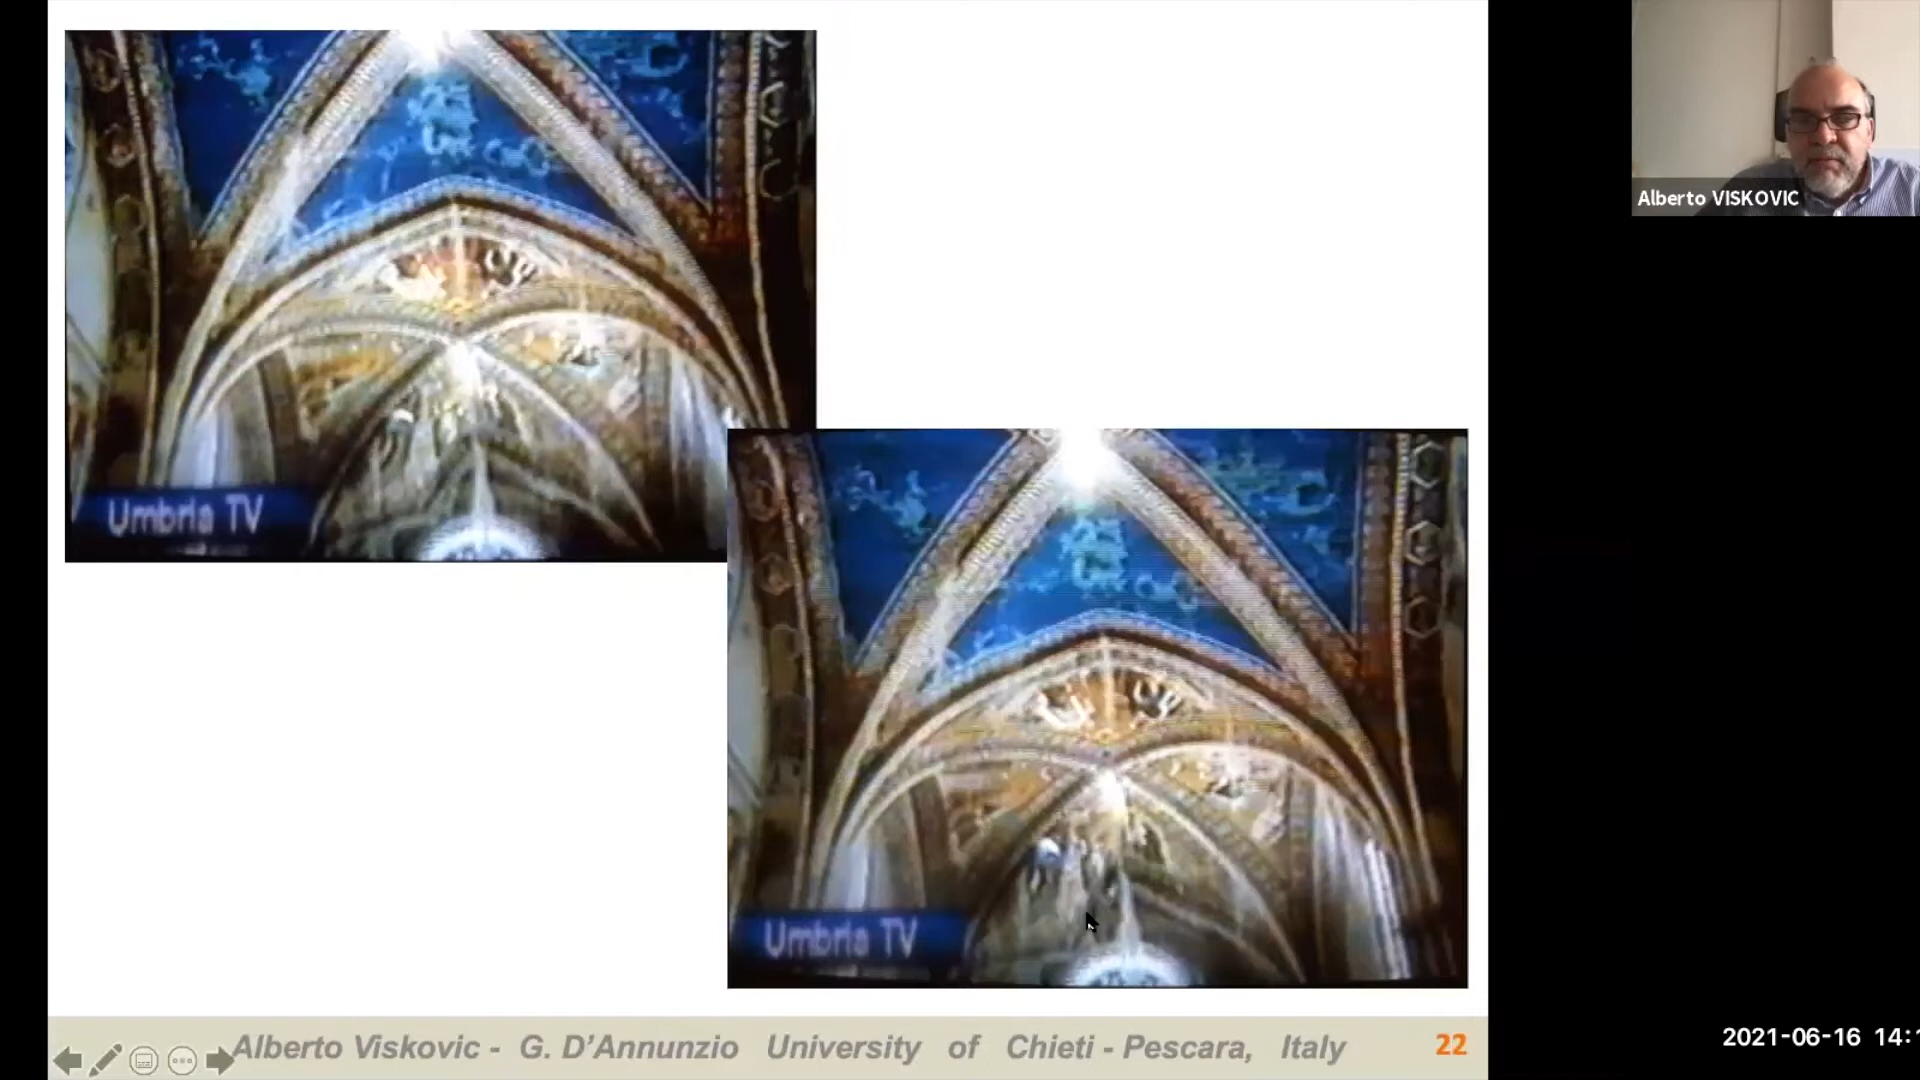 Umbria TV
Alberto VISKOVIC
Umbria TV
Alberto Viskovic - G. D'Annunzio University of Chieti - Pescara, Italy
22
2021-06-16 14: